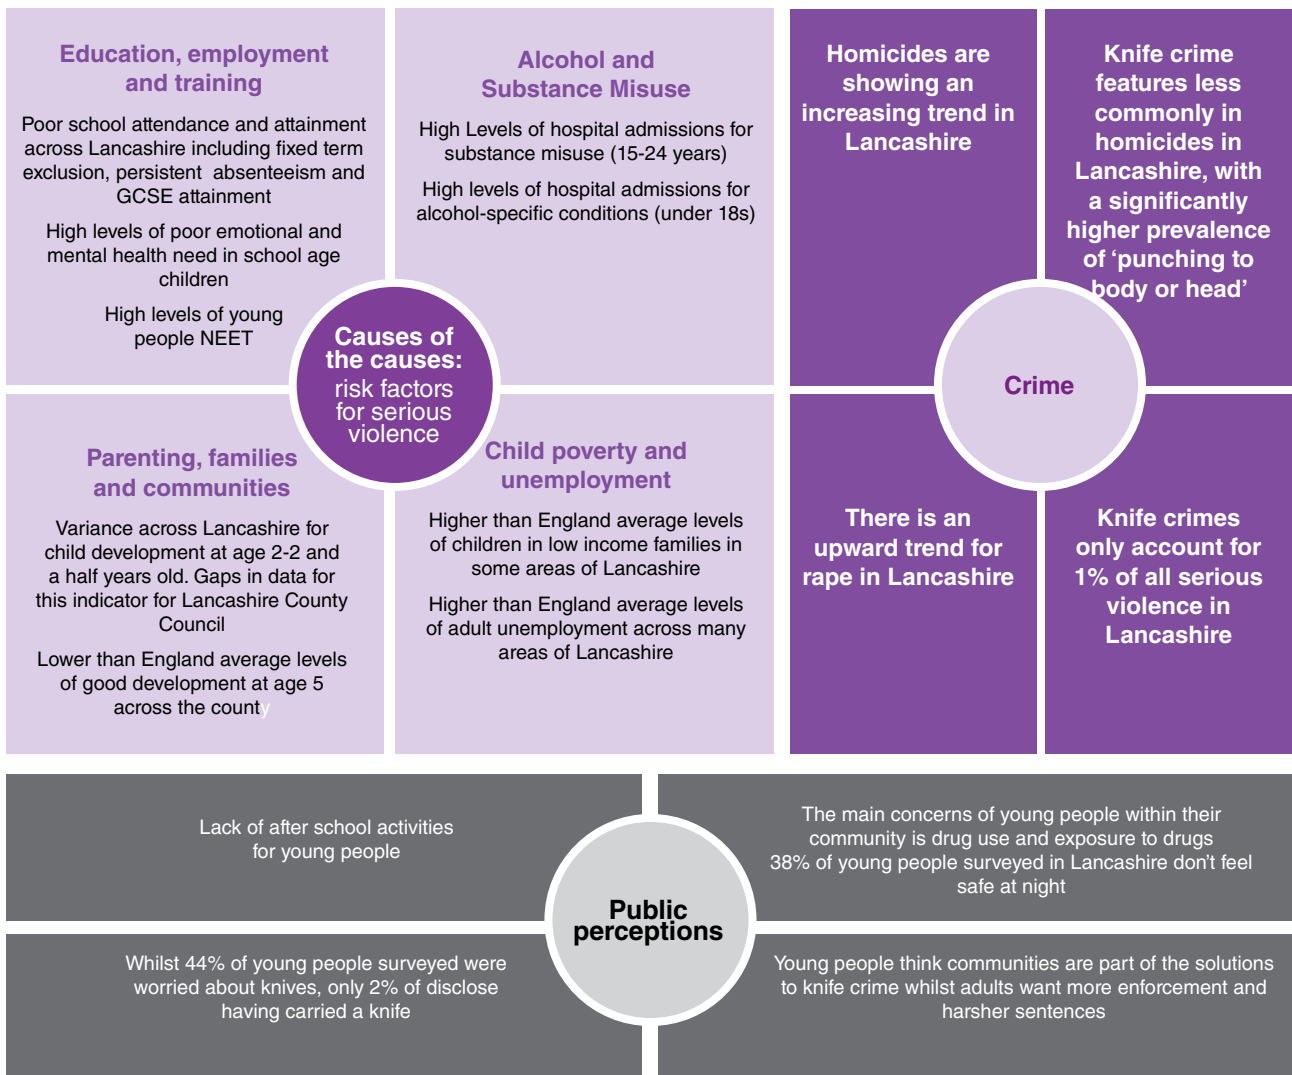 Education, employment
and training
Poor school attendance and attainment
across Lancashire including fixed term
exclusion, persistent absenteeism and
GCSE attainment
High levels of poor emotional and
mental health need in school age
children
High levels of young
people NEET
Alcohol and
Substance Misuse
High Levels of hospital admissions for
substance misuse (15-24 years)
High levels of hospital admissions for
alcohol-specific conditions (under 18s)
Causes of
the causes:
risk factors
for serious
violence
Parenting, families
and communities
Variance across Lancashire for
child development at age 2-2 and
a half years old. Gaps in data for
this indicator for Lancashire County
Council
Lower than England average levels
of good development at age 5
across the county
Child poverty and
unemployment
Higher than England average levels
of children in low income families in
some areas of Lancashire
Higher than England average levels
of adult unemployment across many
areas of Lancashire
Homicides are
showing an
increasing trend in
Lancashire
Knife crime
features less
commonly in
homicides in
Lancashire, with
a significantly
higher prevalence
of ‘punching to
body or head’
Crime
There is an
upward trend for
rape in Lancashire
Knife crimes
only account for
1% of all serious
violence in
Lancashire
Lack of after school activities
for young people
The main concerns of young people within their
community is drug use and exposure to drugs
38% of young people surveyed in Lancashire don’t feel
safe at night
Public
perceptions
Whilst 44% of young people surveyed were
worried about knives, only 2% of disclose
having carried a knife
Young people think communities are part of the solutions
to knife crime whilst adults want more enforcement and
harsher sentences